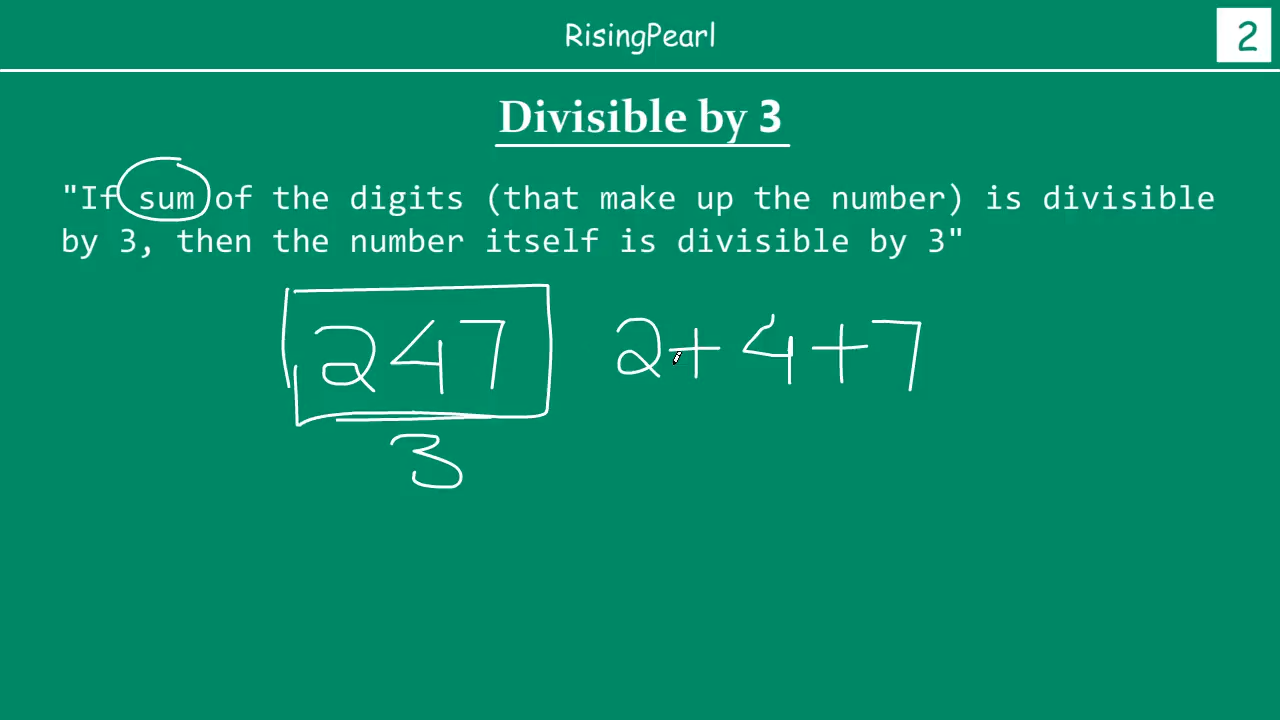 RisingPearl
2
Divisible by 3
"If sum of the digits (that make up the number) is divisible
by 3, then the number itself is divisible by 3"
247 2+4+7
3